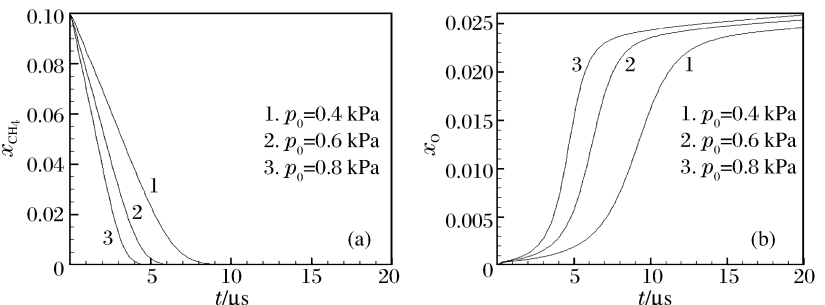 0.10
0.08
0.06
0.04
0.02
0
x_CH4
1. p_0=0.4 kPa
2. p_0=0.6 kPa
3. p_0=0.8 kPa
1
2
3
(a)
5
10
15
20
t/μs
0.025
0.020
0.015
0.010
0.005
0
x_O
3
2
1
1. p_0=0.4 kPa
2. p_0=0.6 kPa
3. p_0=0.8 kPa
(b)
5
10
15
20
t/μs